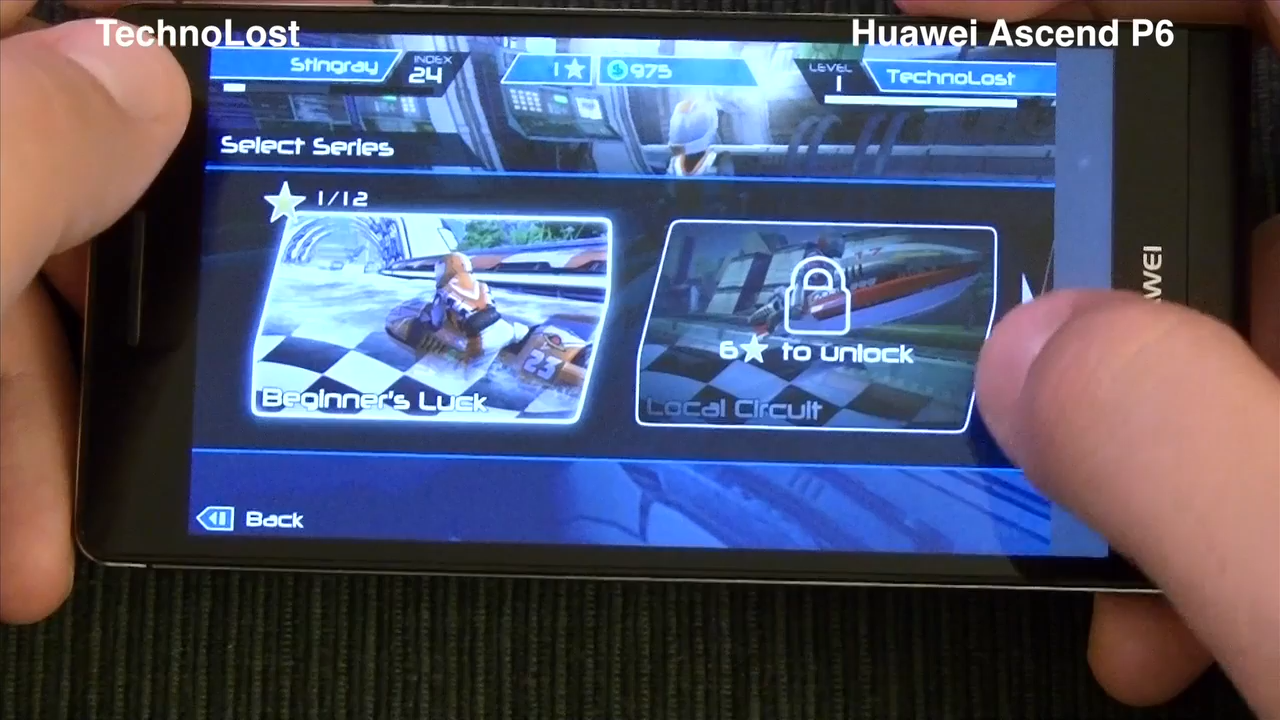 TechnoLost
Huawei Ascend P6
Stingray
INDEX
24
1
975
LEVEL
1
TechnoLost
Select Series
1/12
23
6★ to unlock
Beginner's Luck
Local Circuit
Back